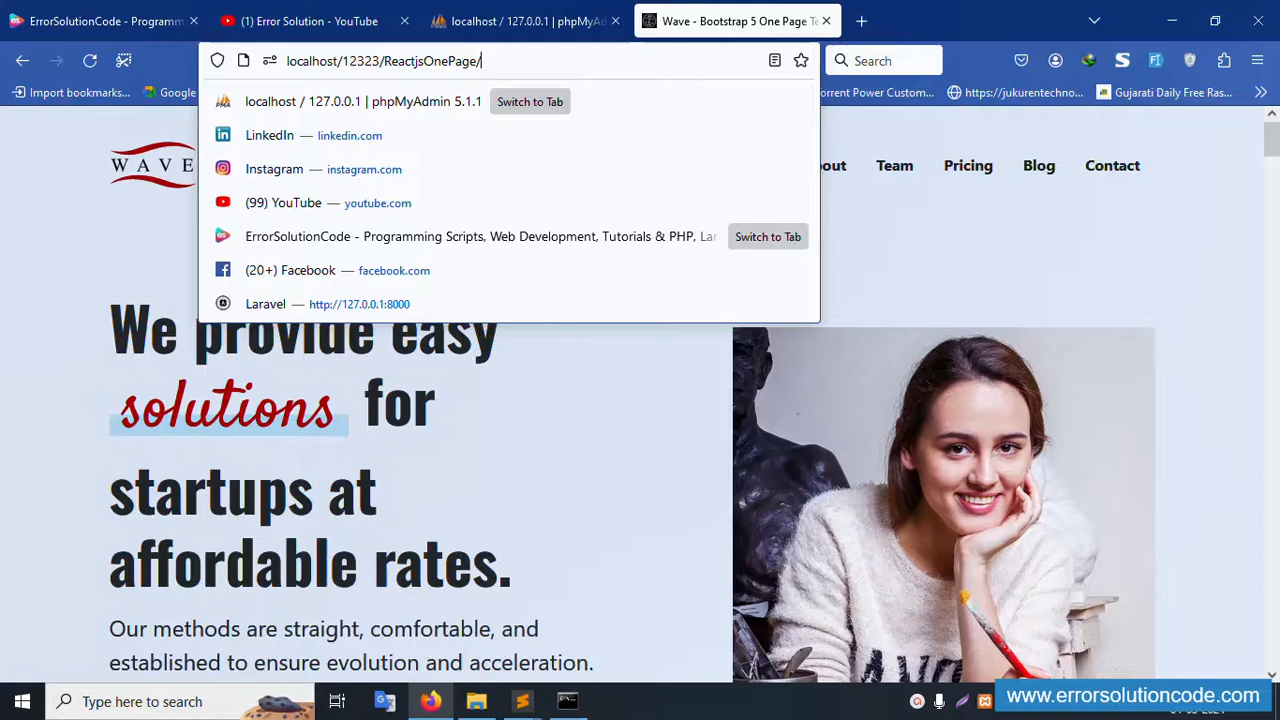 ErrorSolutionCode - Programm
(1) Error Solution - YouTube
localhost / 127.0.0.1 | phpMyAd
Wave - Bootstrap 5 One Page Te
localhost/12323/ReactjsOnePage/
Search
Import bookmarks...
Google
Torrent Power Custom...
https://jukurentechno...
Gujarati Daily Free Ras...
localhost / 127.0.0.1 | phpMyAdmin 5.1.1 Switch to Tab
LinkedIn — linkedin.com
Instagram — instagram.com
(99) YouTube — youtube.com
ErrorSolutionCode - Programming Scripts, Web Development, Tutorials & PHP, Lar Switch to Tab
(20+) Facebook — facebook.com
Laravel — http://127.0.0.1:8000
WAVE
bout Team Pricing Blog Contact
We provide easy
solutions for
startups at
affordable rates.
Our methods are straight, comfortable, and
established to ensure evolution and acceleration.
Type here to search
www.errorsolutioncode.com